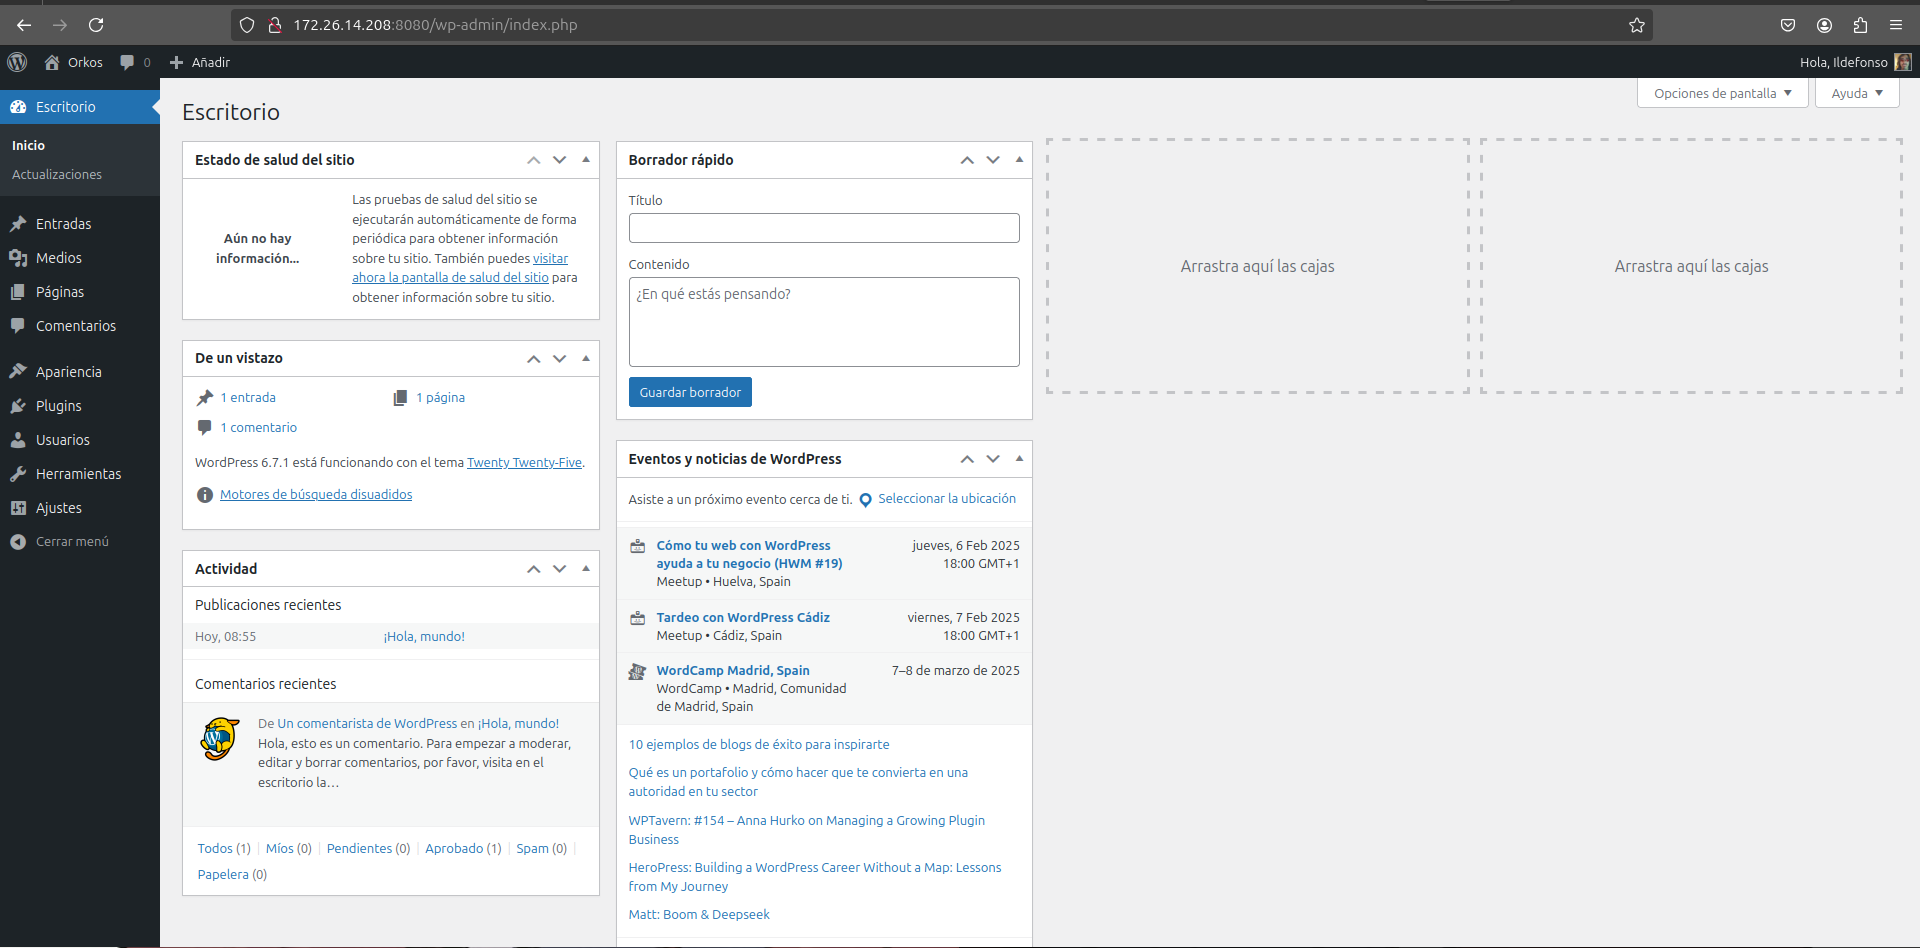 172.26.14.208:8080/wp-admin/index.php
Orkos
0
Añadir
Hola, Ildefonso
Escritorio
Inicio
Actualizaciones
Entradas
Medios
Páginas
Comentarios
Apariencia
Plugins
Usuarios
Herramientas
Ajustes
Cerrar menú
Opciones de pantalla
Ayuda
Escritorio
Estado de salud del sitio
Aún no hay
información...
Las pruebas de salud del sitio se
ejecutarán automáticamente de forma
periódica para obtener información
sobre tu sitio. También puedes visitar
ahora la pantalla de salud del sitio para
obtener información sobre tu sitio.
De un vistazo
1 entrada
1 página
1 comentario
WordPress 6.7.1 está funcionando con el tema Twenty Twenty-Five.
Motores de búsqueda disuadidos
Actividad
Publicaciones recientes
Hoy, 08:55
¡Hola, mundo!
Comentarios recientes
De Un comentarista de WordPress en ¡Hola, mundo!
Hola, esto es un comentario. Para empezar a moderar,
editar y borrar comentarios, por favor, visita en el
escritorio la…
Todos (1) | Míos (0) | Pendientes (0) | Aprobado (1) | Spam (0) |
Papelera (0)
Borrador rápido
Título
Contenido
¿En qué estás pensando?
Guardar borrador
Eventos y noticias de WordPress
Asiste a un próximo evento cerca de ti. Seleccionar la ubicación
Cómo tu web con WordPress
ayuda a tu negocio (HWM #19)
Meetup • Huelva, Spain
jueves, 6 Feb 2025
18:00 GMT+1
Tardeo con WordPress Cádiz
Meetup • Cádiz, Spain
viernes, 7 Feb 2025
18:00 GMT+1
WordCamp Madrid, Spain
WordCamp • Madrid, Comunidad
de Madrid, Spain
7–8 de marzo de 2025
10 ejemplos de blogs de éxito para inspirarte
Qué es un portafolio y cómo hacer que te convierta en una
autoridad en tu sector
WPTavern: #154 – Anna Hurko on Managing a Growing Plugin
Business
HeroPress: Building a WordPress Career Without a Map: Lessons
from My Journey
Matt: Boom & Deepseek
Arrastra aquí las cajas
Arrastra aquí las cajas